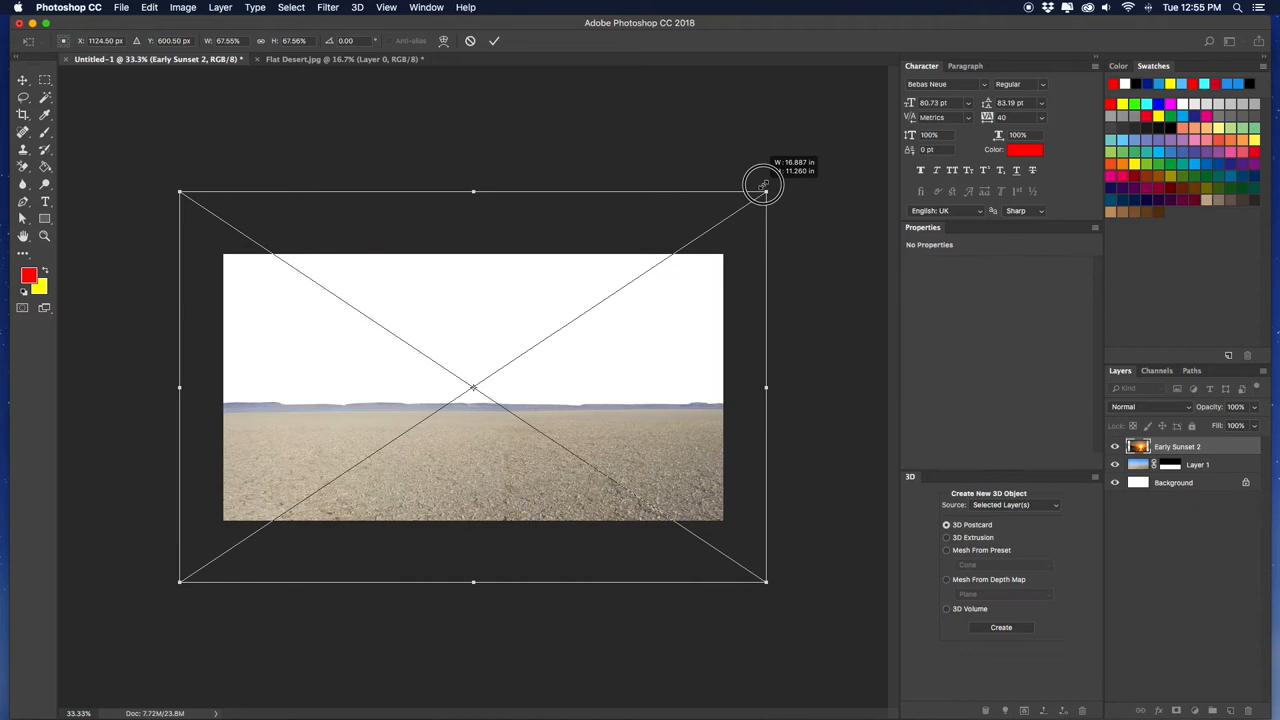 Photoshop CC File Edit Image Layer Type Select Filter 3D View Window Help Tue 12:55 PM
Adobe Photoshop CC 2018
X: 1124.50 px Y: 600.50 px W: 67.55% H: 67.56% 0.00 ° Anti-alias
Untitled-1 @ 33.3% (Early Sunset 2, RGB/8) * Flat Desert.jpg @ 16.7% (Layer 0, RGB/8) *
W: 16.887 in
H: 11.260 in
Character Paragraph
Bebas Neue Regular
80.73 pt 83.19 pt
Metrics 40
100% 100%
0 pt Color:
English: UK Sharp
Properties
No Properties
3D
Create New 3D Object
Source: Selected Layer(s)
3D Postcard
3D Extrusion
Mesh From Preset
Cone
Mesh From Depth Map
Plane
3D Volume
Create
Color Swatches
Layers Channels Paths
Kind
Normal Opacity: 100%
Lock: Fill: 100%
Early Sunset 2
Layer 1
Background
33.33% Doc: 7.72M/23.8M